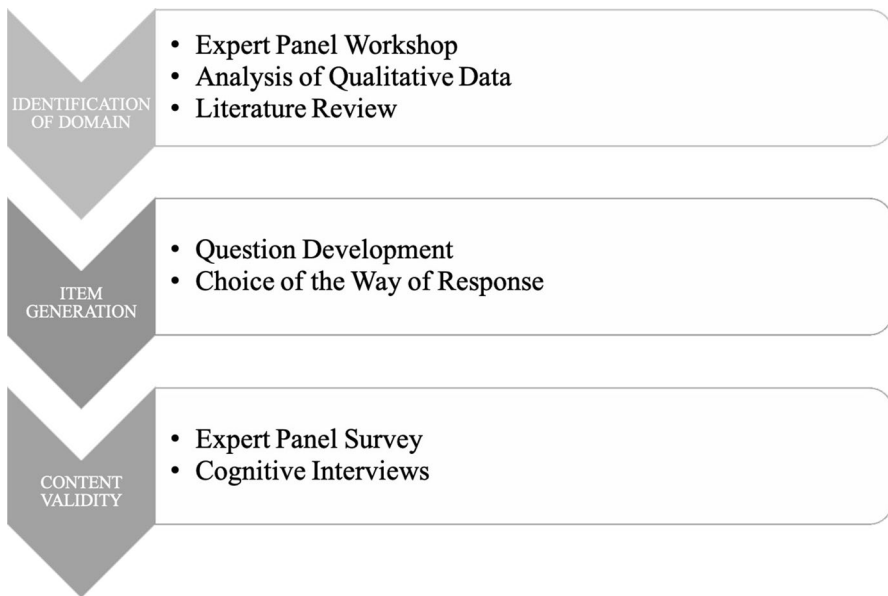 IDENTIFICATION
OF DOMAIN
• Expert Panel Workshop
• Analysis of Qualitative Data
• Literature Review
ITEM
GENERATION
• Question Development
• Choice of the Way of Response
CONTENT
VALIDITY
• Expert Panel Survey
• Cognitive Interviews